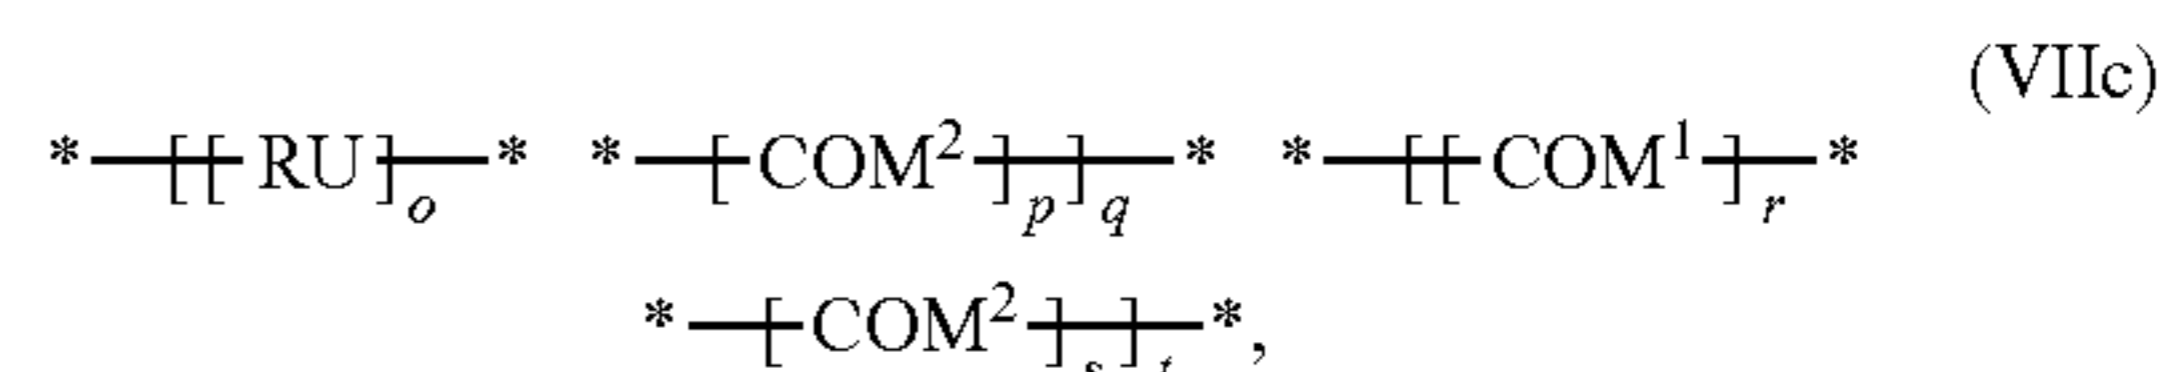 (VIIc)
*—[[ RU ]o—* *—[ COM² ]p ]q—* *—[[ COM¹ ]r—*
*—[ COM² ]s ]t—*,